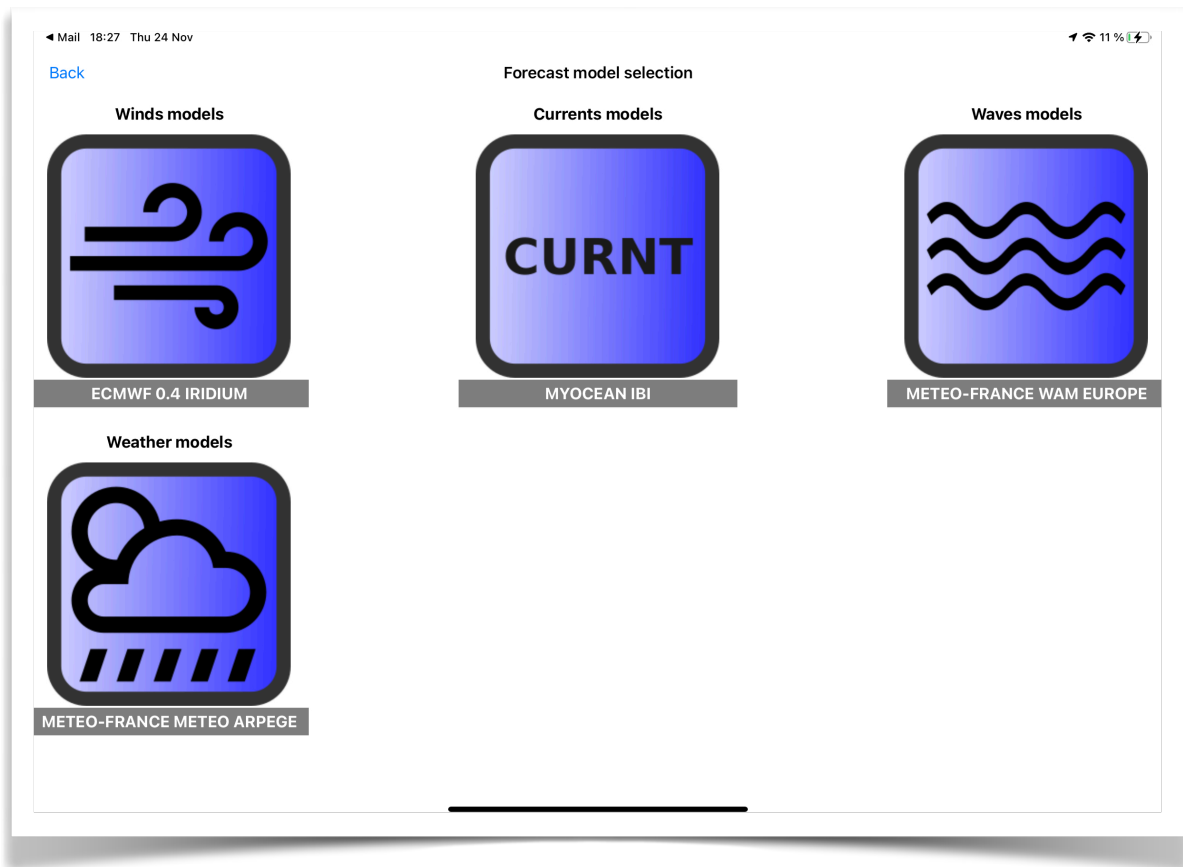 ◀ Mail 18:27 Thu 24 Nov
11 %
Back
Forecast model selection
Winds models
Currents models
Waves models
CURNT
ECMWF 0.4 IRIDIUM
MYOCEAN IBI
METEO-FRANCE WAM EUROPE
Weather models
METEO-FRANCE METEO ARPEGE